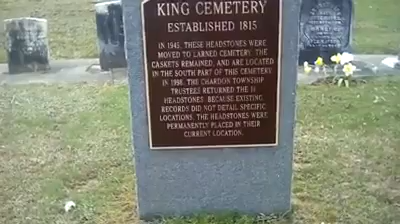 KING CEMETERY
ESTABLISHED 1815
IN 1945, THESE HEADSTONES WERE
MOVED TO LARNED CEMETERY. THE
CASKETS REMAINED, AND ARE LOCATED
IN THE SOUTH PART OF THIS CEMETERY.
IN 1998, THE CHARDON TOWNSHIP
TRUSTEES RETURNED THE 16
HEADSTONES. BECAUSE EXISTING
RECORDS DID NOT DETAIL SPECIFIC
LOCATIONS, THE HEADSTONES WERE
PERMANENTLY PLACED IN THEIR
CURRENT LOCATION.